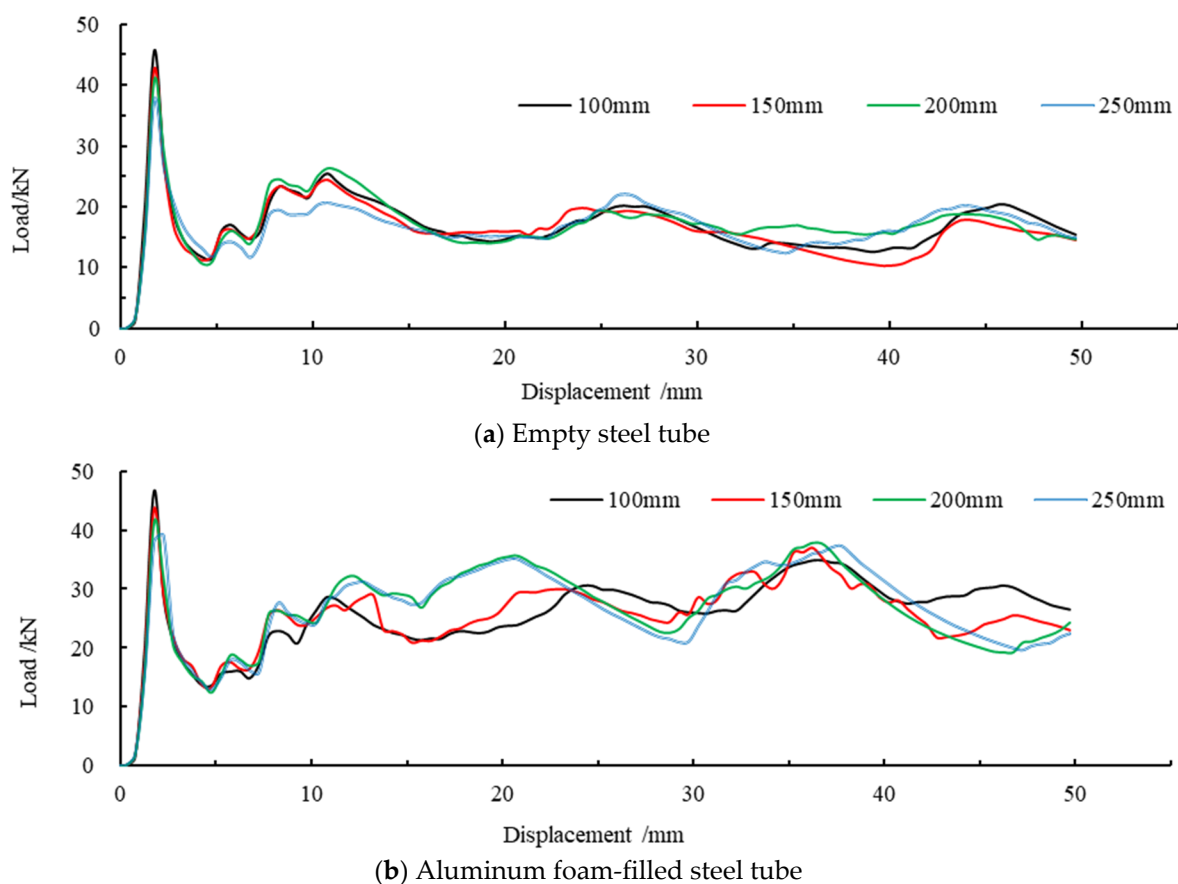 50
40
30
20
10
0
Load/kN
100mm 150mm 200mm 250mm
0 10 20 30 40 50
Displacement /mm
(a) Empty steel tube
50
40
30
20
10
0
Load /kN
100mm 150mm 200mm 250mm
0 10 20 30 40 50
Displacement /mm
(b) Aluminum foam-filled steel tube